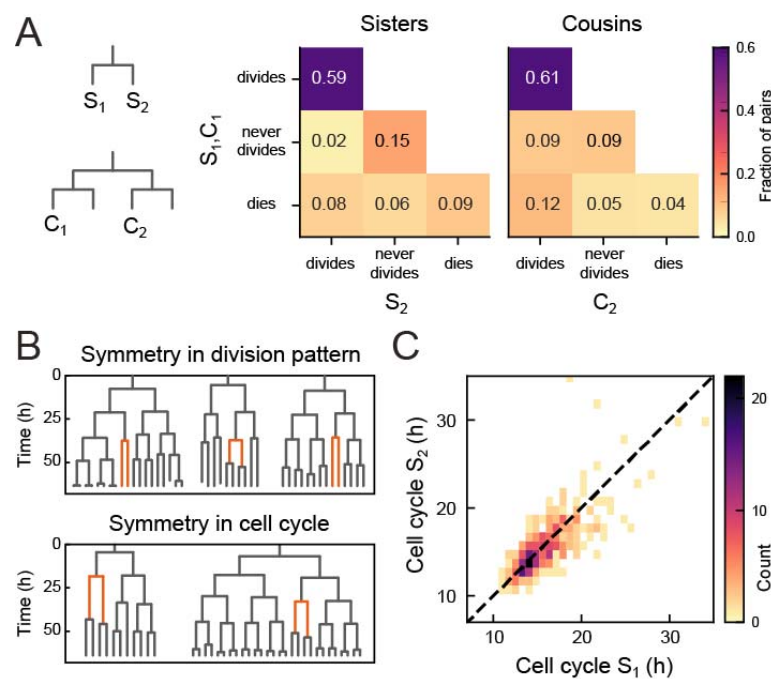 A
S1 S2
C1 C2
Sisters
Cousins
S1,C1
divides
never
divides
dies
0.59
0.02 0.15
0.08 0.06 0.09
divides never
divides dies
S2
0.61
0.09 0.09
0.12 0.05 0.04
divides never
divides dies
C2
0.6
0.4
0.2
0.0
Fraction of pairs
B
Symmetry in division pattern
Time (h)
0
25
50
Symmetry in cell cycle
Time (h)
0
25
50
C
Cell cycle S2 (h)
30
20
10
10 20 30
Cell cycle S1 (h)
20
10
0
Count